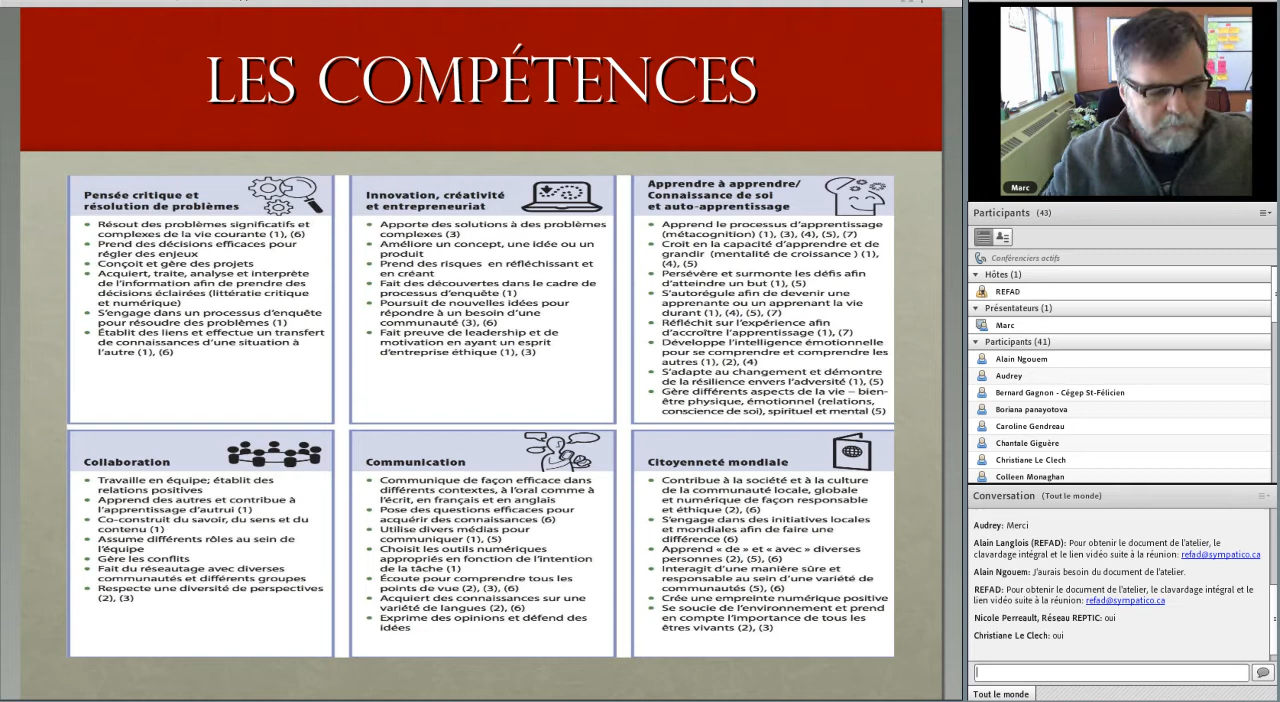 LES COMPÉTENCES
Pensée critique et
résolution de problèmes
Résout des problèmes significatifs et
complexes de la vie courante (1), (6)
Prend des décisions efficaces pour
régler des enjeux
Conçoit et gère des projets
Acquiert, traite, analyse et interprète
de l'information afin de prendre des
décisions éclairées (littératie critique
et numérique)
S'engage dans un processus d'enquête
pour résoudre des problèmes (1)
Établit des liens et effectue un transfert
de connaissances d'une situation à
l'autre (1), (6)
Innovation, créativité
et entrepreneuriat
Apporte des solutions à des problèmes
complexes (3)
Améliore un concept, une idée ou un
produit
Prend des risques en réfléchissant et
en créant
Fait des découvertes dans le cadre de
processus d'enquête (1)
Poursuit de nouvelles idées pour
répondre à un besoin d'une
communauté (3), (6)
Fait preuve de leadership et de
motivation en ayant un esprit
d'entreprise éthique (1), (3)
Apprendre à apprendre/
Connaissance de soi
et auto-apprentissage
Apprend le processus d'apprentissage
(métacognition) (1), (3), (4), (5), (7)
Croit en la capacité d'apprendre et de
grandir (mentalité de croissance ) (1),
(4), (5)
Persévère et surmonte les défis afin
d'atteindre un but (1), (5)
S'autorégule afin de devenir une
apprenante ou un apprenant la vie
durant (1), (4), (5), (7)
Réfléchit sur l'expérience afin
d'accroître l'apprentissage (1), (7)
Développe l'intelligence émotionnelle
pour se comprendre et comprendre les
autres (1), (2), (4)
S'adapte au changement et démontre
de la résilience envers l'adversité (1), (5)
Gère différents aspects de la vie – bien-
être physique, émotionnel (relations,
conscience de soi), spirituel et mental (5)
Collaboration
Travaille en équipe; établit des
relations positives
Apprend des autres et contribue à
l'apprentissage d'autrui (1)
Co-construit du savoir, du sens et du
contenu (1)
Assume différents rôles au sein de
l'équipe
Gère les conflits
Fait du réseautage avec diverses
communautés et différents groupes
Respecte une diversité de perspectives
(2), (3)
Communication
Communique de façon efficace dans
différents contextes, à l'oral comme à
l'écrit, en français et en anglais
Pose des questions efficaces pour
acquérir des connaissances (6)
Utilise divers médias pour
communiquer (1), (5)
Choisit les outils numériques
appropriés en fonction de l'intention
de la tâche (1)
Écoute pour comprendre tous les
points de vue (2), (3), (6)
Acquiert des connaissances sur une
variété de langues (2), (6)
Exprime des opinions et défend des
idées
Citoyenneté mondiale
Contribue à la société et à la culture
de la communauté locale, globale
et numérique de façon responsable
et éthique (2), (6)
S'engage dans des initiatives locales
et mondiales afin de faire une
différence (6)
Apprend « de » et « avec » diverses
personnes (2), (5), (6)
Interagit d'une manière sûre et
responsable au sein d'une variété de
communautés (5), (6)
Crée une empreinte numérique positive
Se soucie de l'environnement et prend
en compte l'importance de tous les
êtres vivants (2), (3)
Marc
Participants (43)
Conférenciers actifs
Hôtes (1)
REFAD
Présentateurs (1)
Marc
Participants (41)
Alain Ngouem
Audrey
Bernard Gagnon - Cégep St-Félicien
Boriana panayotova
Caroline Gendreau
Chantale Giguère
Christiane Le Clech
Colleen Monaghan
Conversation (Tout le monde)
Audrey: Merci
Alain Langlois (REFAD): Pour obtenir le document de l'atelier, le
clavardage intégral et le lien vidéo suite à la réunion: refad@sympatico.ca
Alain Ngouem: J'aurais besoin du document de l'atelier.
REFAD: Pour obtenir le document de l'atelier, le clavardage intégral et le
lien vidéo suite à la réunion: refad@sympatico.ca
Nicole Perreault, Réseau REPTIC: oui
Christiane Le Clech: oui
Tout le monde